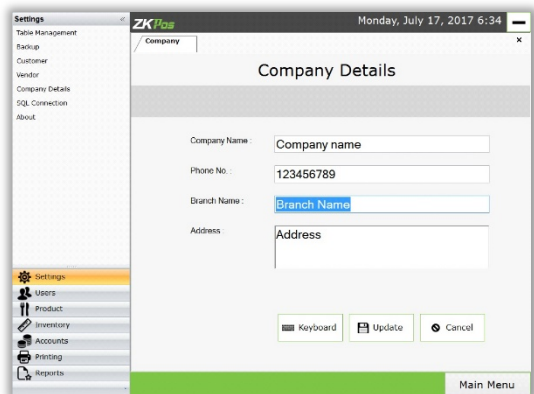 Settings «
Table Management
Backup
Customer
Vendor
Company Details
SQL Connection
About
Settings
Users
Product
Inventory
Accounts
Printing
Reports
ZKPos
Monday, July 17, 2017 6:34
Company ×
Company Details
Company Name : Company name
Phone No. : 123456789
Branch Name : Branch Name
Address Address
Keyboard Update Cancel
Main Menu